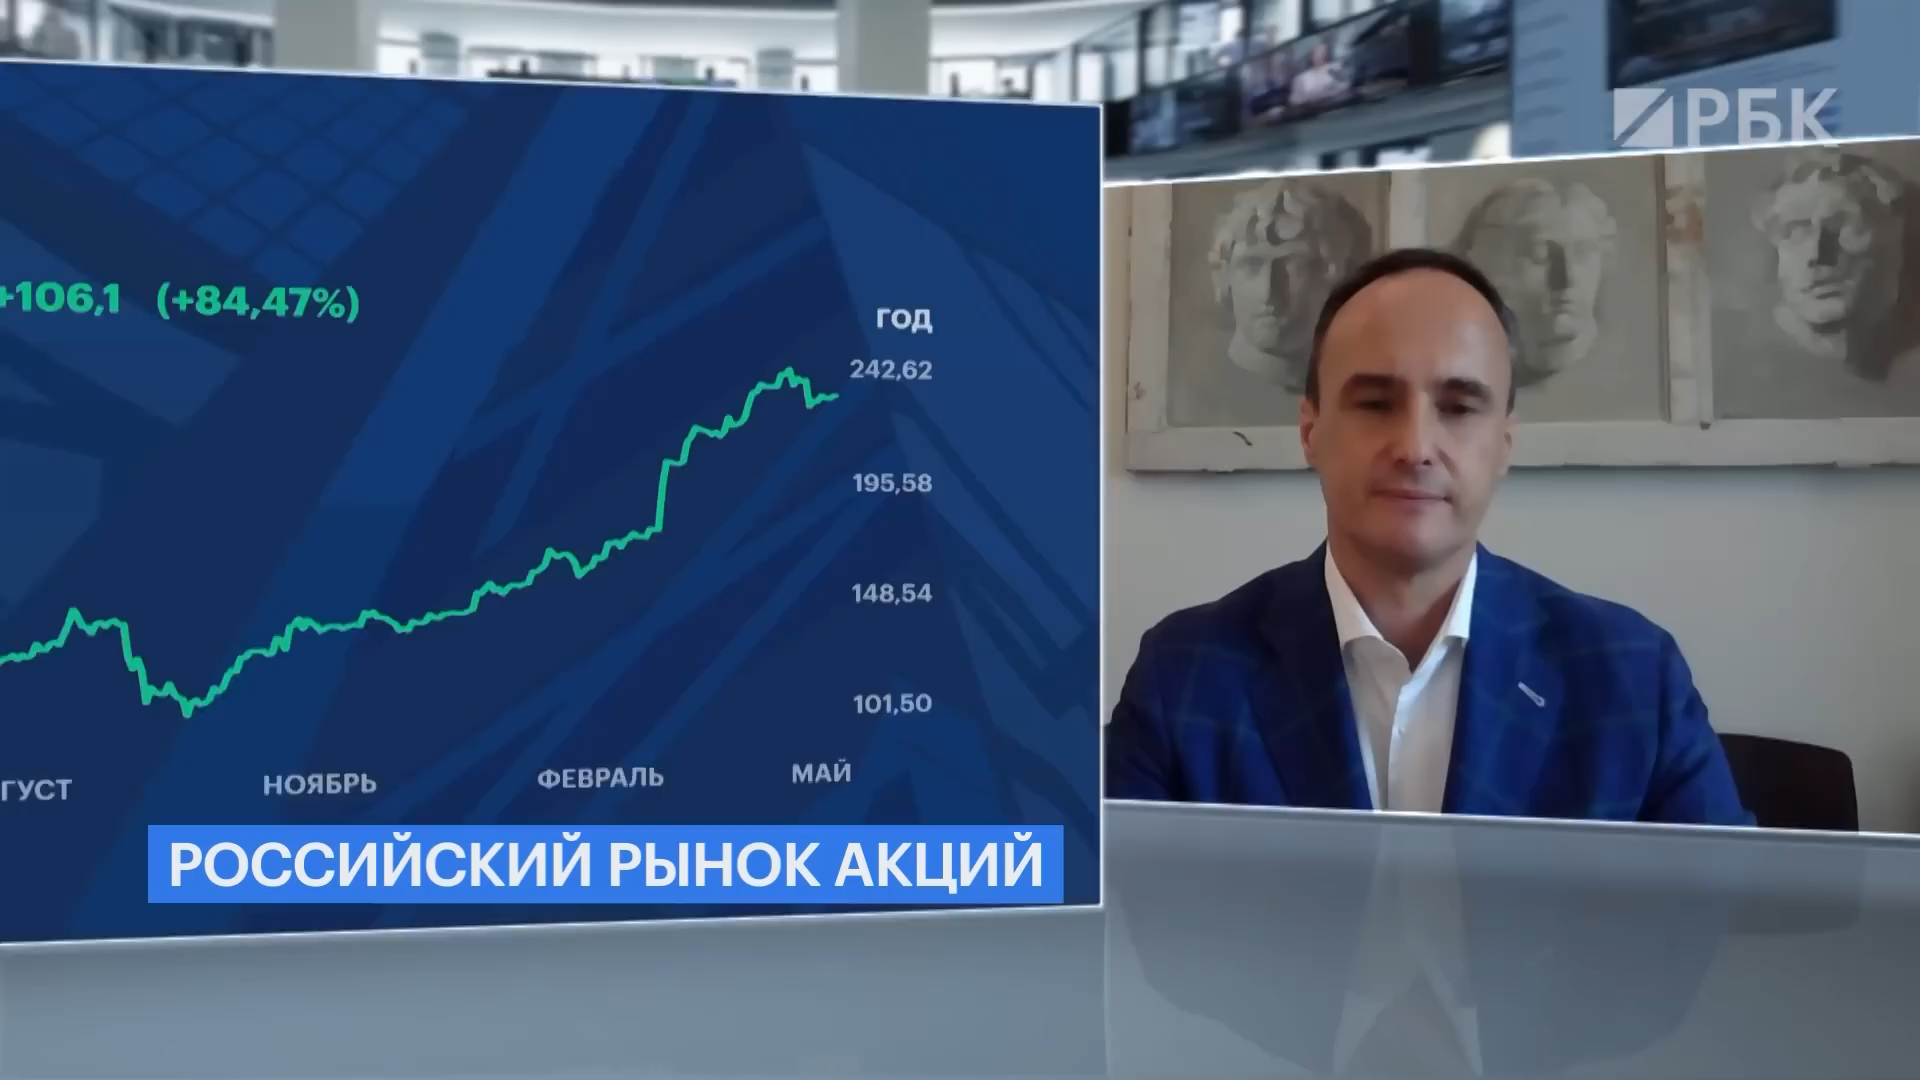 РБК
+106,1 (+84,47%)
ГОД
242,62
195,58
148,54
101,50
ГУСТ НОЯБРЬ ФЕВРАЛЬ МАЙ
РОССИЙСКИЙ РЫНОК АКЦИЙ